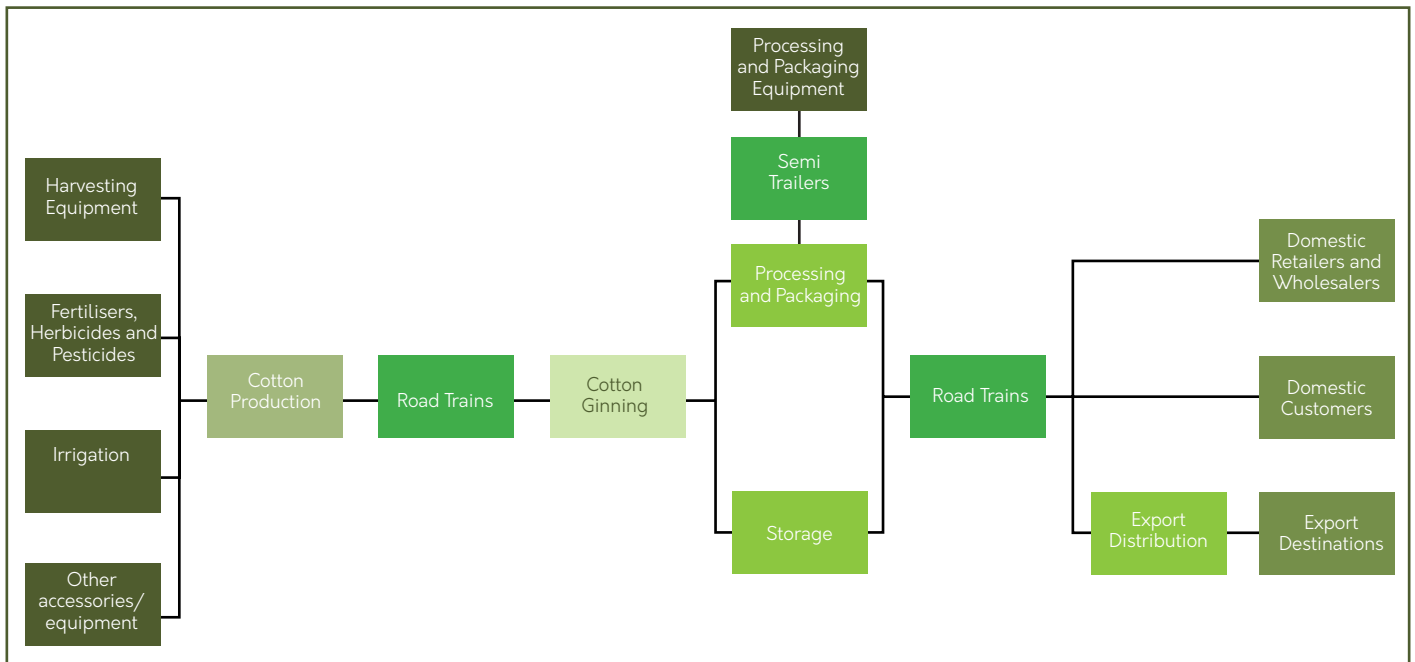 Processing
and Packaging
Equipment
Semi
Trailers
Harvesting
Equipment
Fertilisers,
Herbicides and
Pesticides
Irrigation
Other
accessories/
equipment
Cotton
Production
Road Trains
Cotton
Ginning
Processing
and Packaging
Storage
Road Trains
Domestic
Retailers and
Wholesalers
Domestic
Customers
Export
Distribution
Export
Destinations